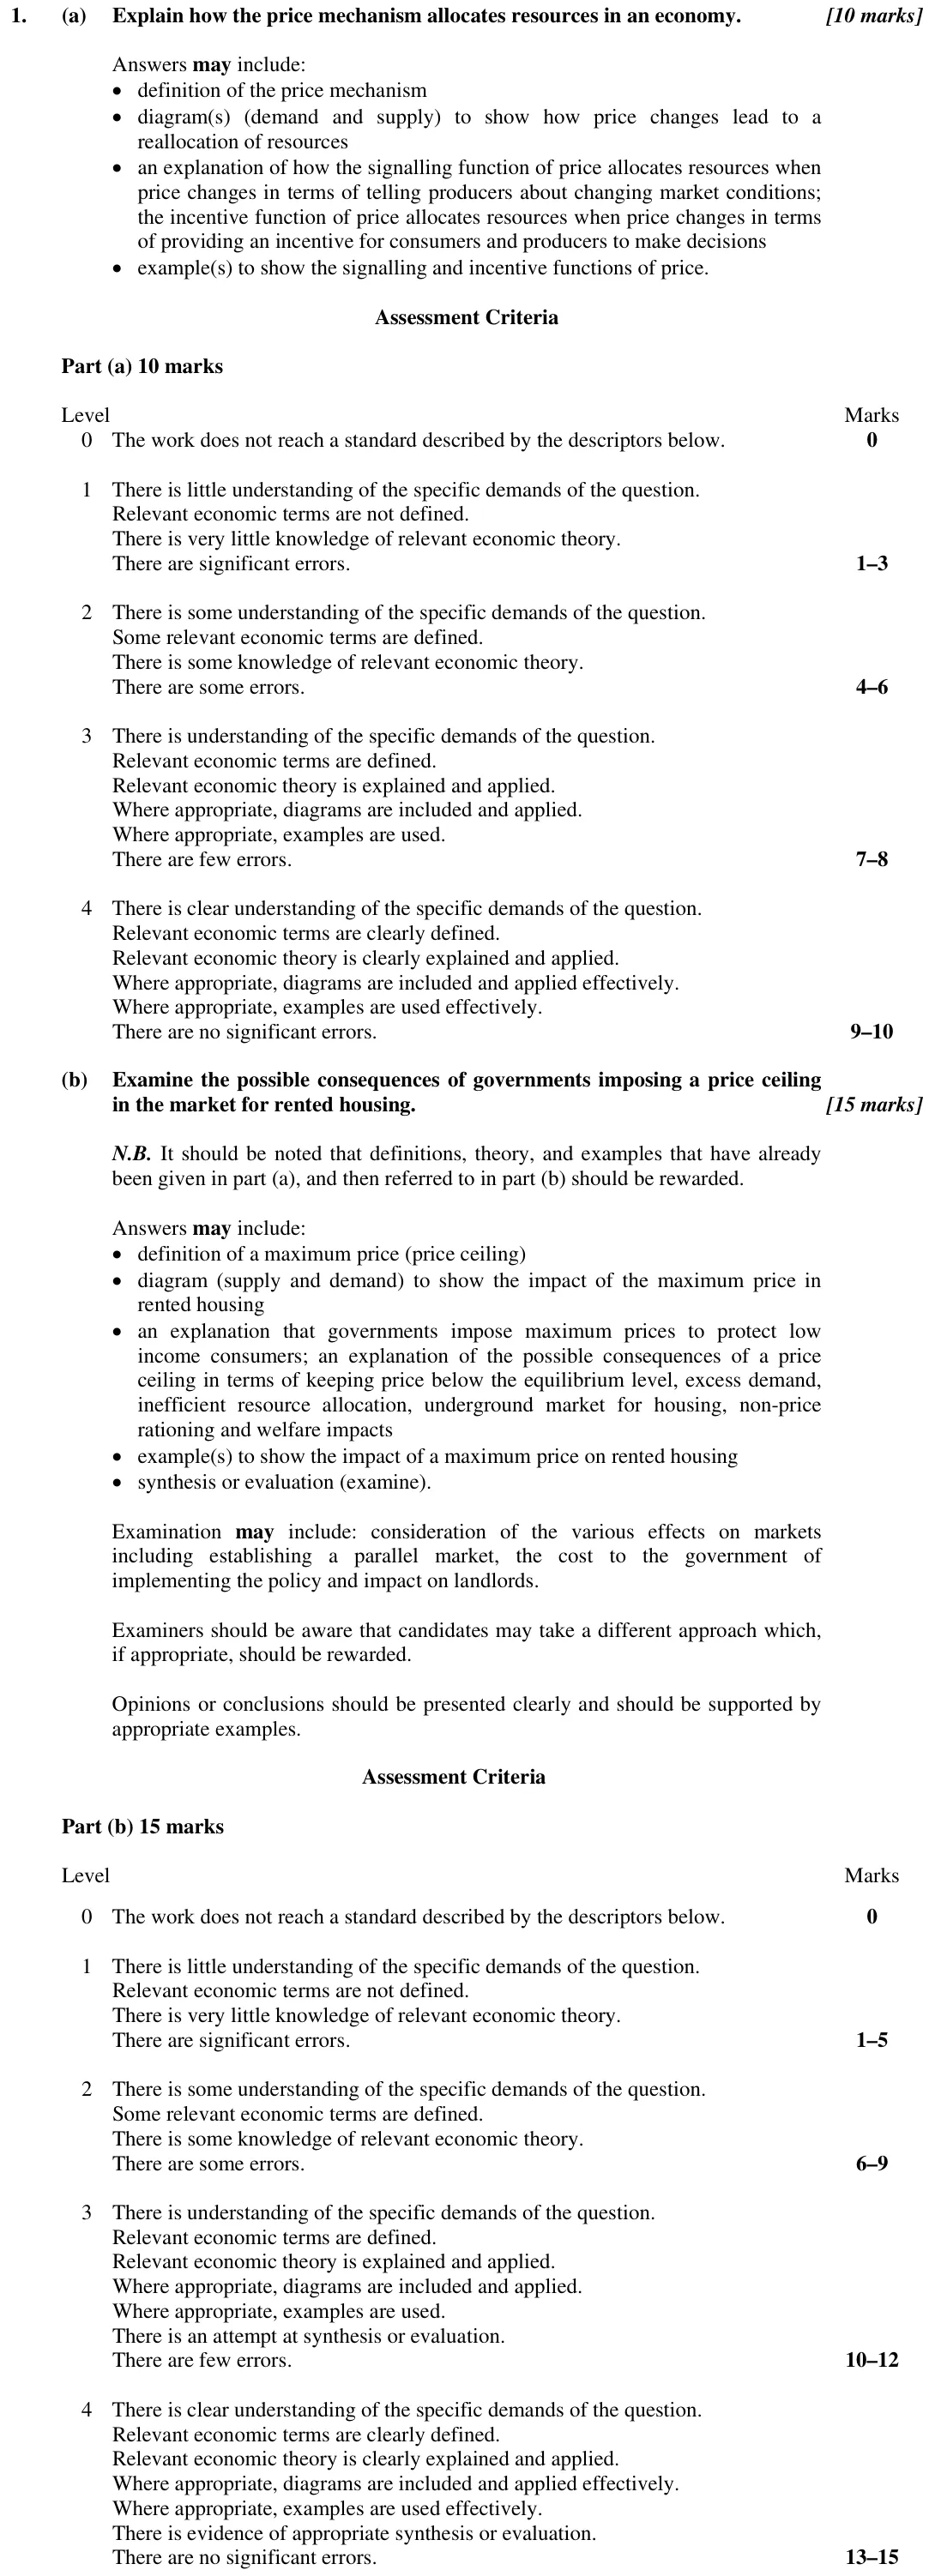 1. (a) Explain how the price mechanism allocates resources in an economy. [10 marks]
Answers may include:
• definition of the price mechanism
• diagram(s) (demand and supply) to show how price changes lead to a
reallocation of resources
• an explanation of how the signalling function of price allocates resources when
price changes in terms of telling producers about changing market conditions;
the incentive function of price allocates resources when price changes in terms
of providing an incentive for consumers and producers to make decisions
• example(s) to show the signalling and incentive functions of price.
Assessment Criteria
Part (a) 10 marks
Level Marks
0 The work does not reach a standard described by the descriptors below. 0
1 There is little understanding of the specific demands of the question.
Relevant economic terms are not defined.
There is very little knowledge of relevant economic theory.
There are significant errors. 1–3
2 There is some understanding of the specific demands of the question.
Some relevant economic terms are defined.
There is some knowledge of relevant economic theory.
There are some errors. 4–6
3 There is understanding of the specific demands of the question.
Relevant economic terms are defined.
Relevant economic theory is explained and applied.
Where appropriate, diagrams are included and applied.
Where appropriate, examples are used.
There are few errors. 7–8
4 There is clear understanding of the specific demands of the question.
Relevant economic terms are clearly defined.
Relevant economic theory is clearly explained and applied.
Where appropriate, diagrams are included and applied effectively.
Where appropriate, examples are used effectively.
There are no significant errors. 9–10
(b) Examine the possible consequences of governments imposing a price ceiling
in the market for rented housing. [15 marks]
N.B. It should be noted that definitions, theory, and examples that have already
been given in part (a), and then referred to in part (b) should be rewarded.
Answers may include:
• definition of a maximum price (price ceiling)
• diagram (supply and demand) to show the impact of the maximum price in
rented housing
• an explanation that governments impose maximum prices to protect low
income consumers; an explanation of the possible consequences of a price
ceiling in terms of keeping price below the equilibrium level, excess demand,
inefficient resource allocation, underground market for housing, non-price
rationing and welfare impacts
• example(s) to show the impact of a maximum price on rented housing
• synthesis or evaluation (examine).
Examination may include: consideration of the various effects on markets
including establishing a parallel market, the cost to the government of
implementing the policy and impact on landlords.
Examiners should be aware that candidates may take a different approach which,
if appropriate, should be rewarded.
Opinions or conclusions should be presented clearly and should be supported by
appropriate examples.
Assessment Criteria
Part (b) 15 marks
Level Marks
0 The work does not reach a standard described by the descriptors below. 0
1 There is little understanding of the specific demands of the question.
Relevant economic terms are not defined.
There is very little knowledge of relevant economic theory.
There are significant errors. 1–5
2 There is some understanding of the specific demands of the question.
Some relevant economic terms are defined.
There is some knowledge of relevant economic theory.
There are some errors. 6–9
3 There is understanding of the specific demands of the question.
Relevant economic terms are defined.
Relevant economic theory is explained and applied.
Where appropriate, diagrams are included and applied.
Where appropriate, examples are used.
There is an attempt at synthesis or evaluation.
There are few errors. 10–12
4 There is clear understanding of the specific demands of the question.
Relevant economic terms are clearly defined.
Relevant economic theory is clearly explained and applied.
Where appropriate, diagrams are included and applied effectively.
Where appropriate, examples are used effectively.
There is evidence of appropriate synthesis or evaluation.
There are no significant errors. 13–15